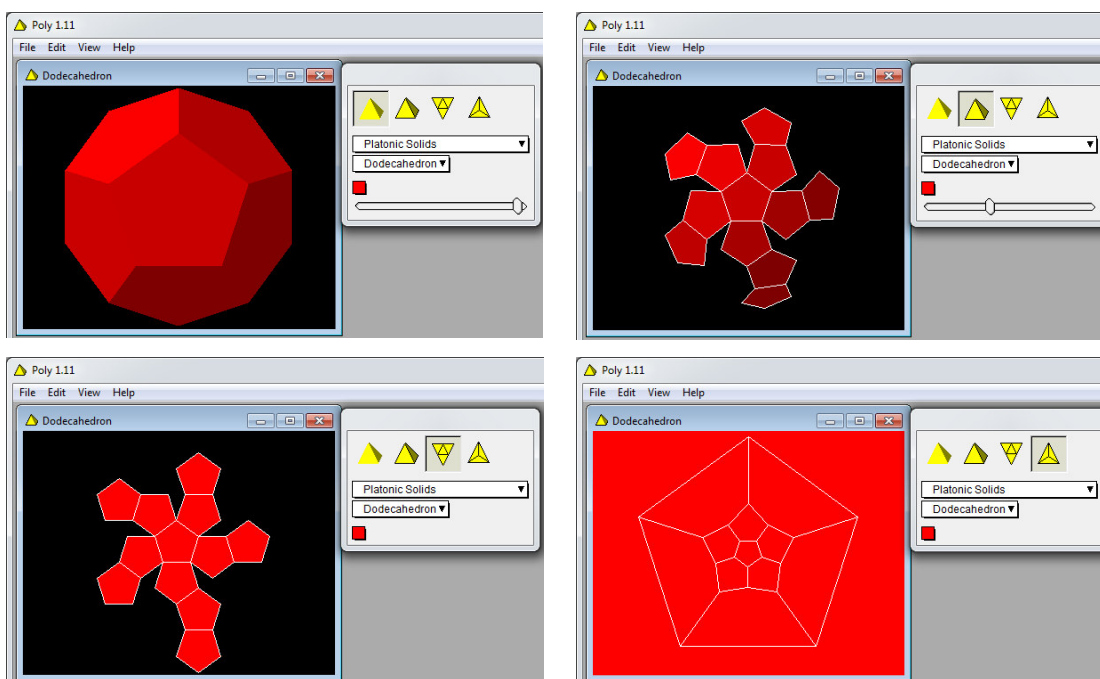 Poly 1.11
File Edit View Help
Dodecahedron
Platonic Solids
Dodecahedron
Poly 1.11
File Edit View Help
Dodecahedron
Platonic Solids
Dodecahedron
Poly 1.11
File Edit View Help
Dodecahedron
Platonic Solids
Dodecahedron
Poly 1.11
File Edit View Help
Dodecahedron
Platonic Solids
Dodecahedron